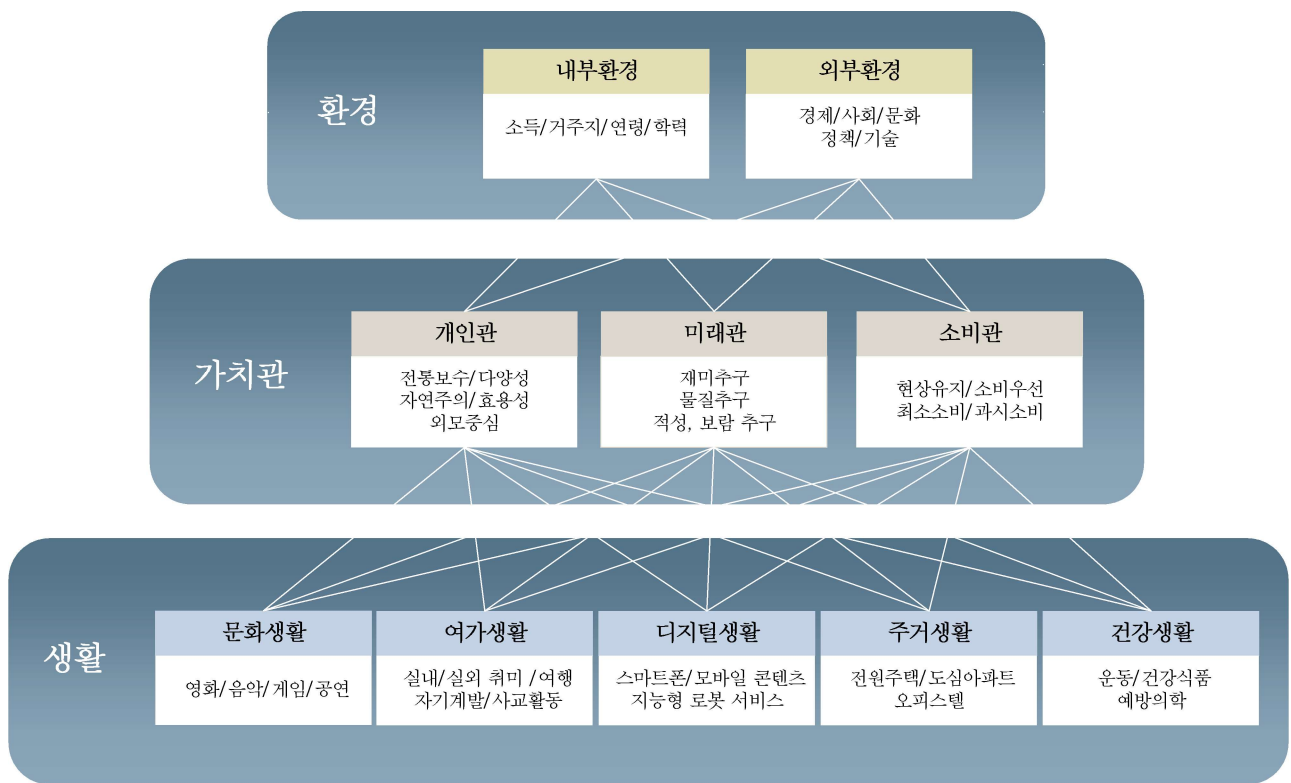 환경
내부환경
소득/거주지/연령/학력
외부환경
경제/사회/문화
정책/기술
가치관
개인관
전통보수/다양성
자연주의/효용성
외모중심
미래관
재미추구
물질추구
적성, 보람 추구
소비관
현상유지/소비우선
최소소비/과시소비
생활
문화생활
영화/음악/게임/공연
여가생활
실내/실외 취미 /여행
자기계발/사교활동
디지털생활
스마트폰/모바일 콘텐츠
지능형 로봇 서비스
주거생활
전원주택/도심아파트
오피스텔
건강생활
운동/건강식품
예방의학